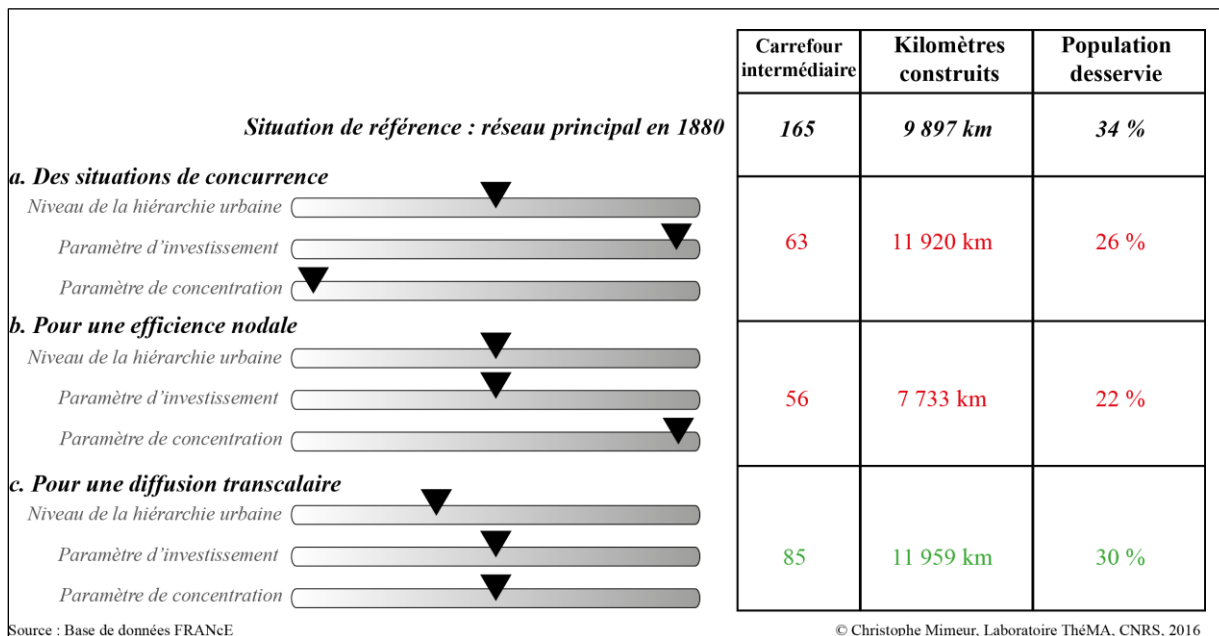 Carrefour intermédiaire Kilomètres construits Population desservie
Situation de référence : réseau principal en 1880 165 9 897 km 34 %
a. Des situations de concurrence
Niveau de la hiérarchie urbaine
Paramètre d'investissement 63 11 920 km 26 %
Paramètre de concentration
b. Pour une efficience nodale
Niveau de la hiérarchie urbaine
Paramètre d'investissement 56 7 733 km 22 %
Paramètre de concentration
c. Pour une diffusion transcalaire
Niveau de la hiérarchie urbaine
Paramètre d'investissement 85 11 959 km 30 %
Paramètre de concentration
Source : Base de données FRANcE © Christophe Mimeur, Laboratoire ThéMA, CNRS, 2016